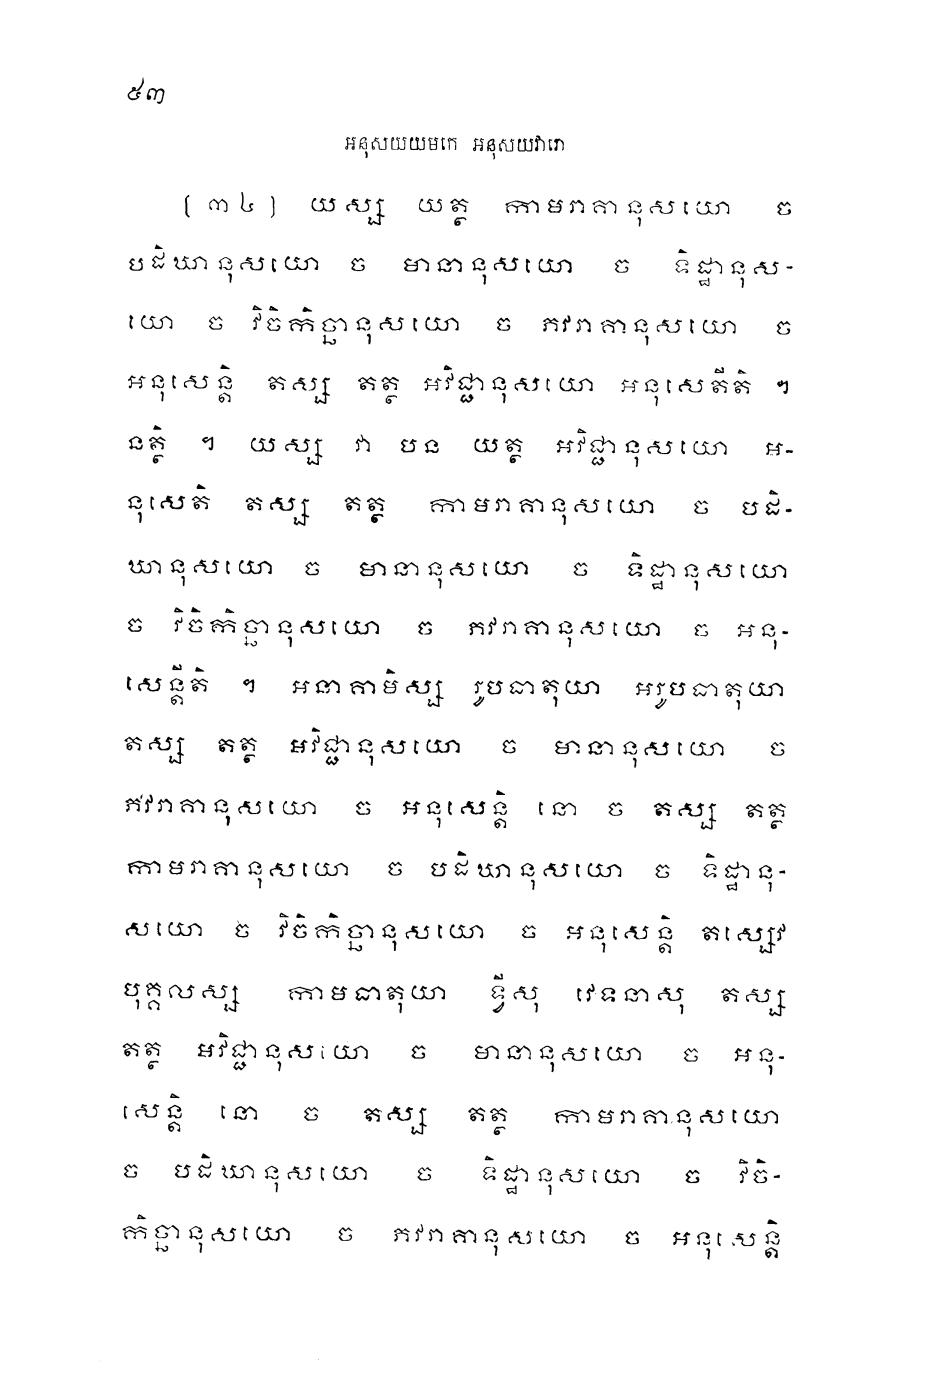 ៥៣
អនុសយយមកេ អនុសយវារោ
(៣៤) យស្ស យត្ថ កាមរាគានុសយោ ច
បដិឃានុសយោ ច មានានុសយោ ច ទិដ្ឋានុស-
យោ ច វិចិកិច្ឆានុសយោ ច ភវរាគានុសយោ ច
អនុសេន្តិ តស្ស តត្ថ អវិជ្ជានុសយោ អនុសេតីតិ ។
នត្ថិ ។ យស្ស វា បន យត្ថ អវិជ្ជានុសយោ អ-
នុសេតិ តស្ស តត្ថ កាមរាគានុសយោ ច បដិ-
ឃានុសយោ ច មានានុសយោ ច ទិដ្ឋានុសយោ
ច វិចិកិច្ឆានុសយោ ច ភវរាគានុសយោ ច អនុ-
សេន្តីតិ ។ អនាគាមិស្ស រូបធាតុយា អរូបធាតុយា
តស្ស តត្ថ អវិជ្ជានុសយោ ច មានានុសយោ ច
ភវរាគានុសយោ ច អនុសេន្តិ នោ ច តស្ស តត្ថ
កាមរាគានុសយោ ច បដិឃានុសយោ ច ទិដ្ឋានុ-
សយោ ច វិចិកិច្ឆានុសយោ ច អនុសេន្តិ តស្សេវ
បុគ្គលស្ស កាមធាតុយា ទ្វីសុ វេទនាសុ តស្ស
តត្ថ អវិជ្ជានុសយោ ច មានានុសយោ ច អនុ-
សេន្តិ នោ ច តស្ស តត្ថ កាមរាគានុសយោ
ច បដិឃានុសយោ ច ទិដ្ឋានុសយោ ច វិចិ-
កិច្ឆានុសយោ ច ភវរាគានុសយោ ច អនុសេន្តិ